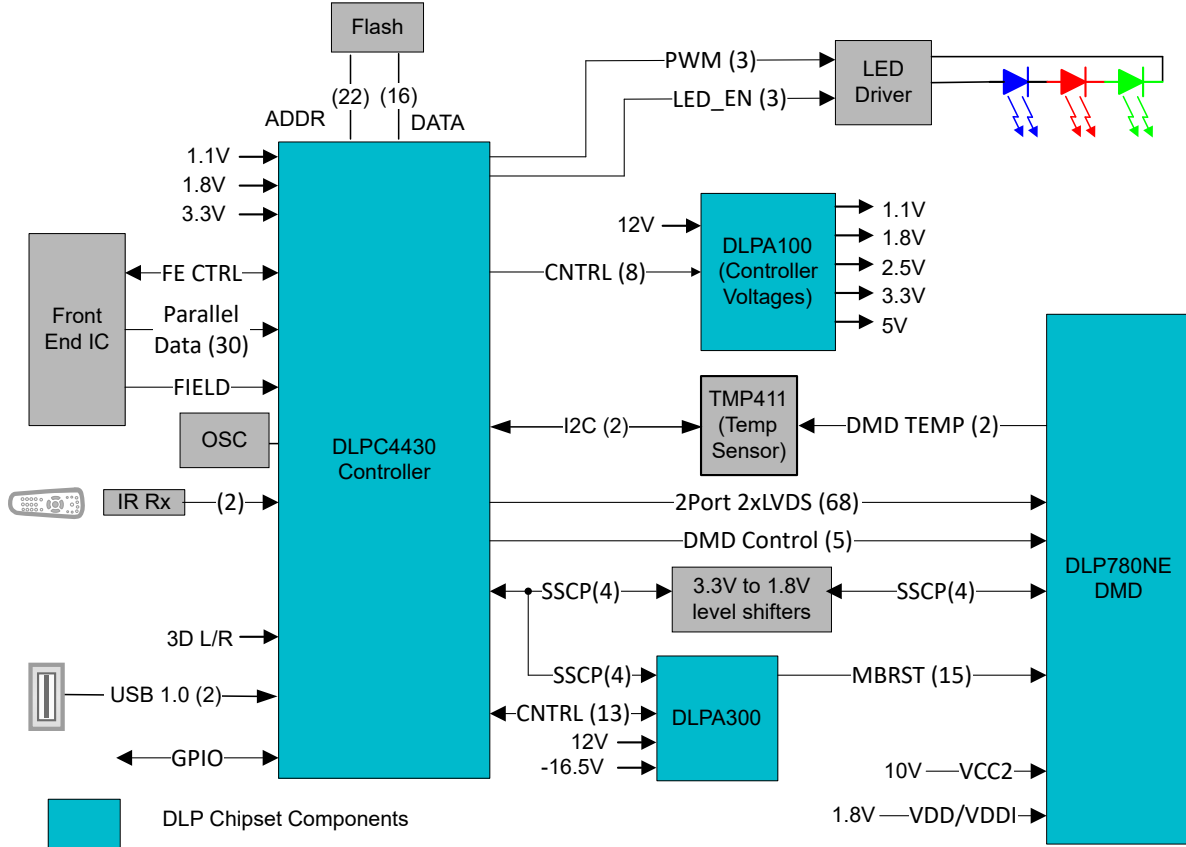 Flash
(22)
(16)
ADDR
DATA
PWM (3)
LED_EN (3)
LED
Driver
1.1V
1.8V
3.3V
12V
CNTRL (8)
DLPA100
(Controller
Voltages)
1.1V
1.8V
2.5V
3.3V
5V
Front
End IC
FE CTRL
Parallel
Data (30)
FIELD
OSC
DLPC4430
Controller
I2C (2)
TMP411
(Temp
Sensor)
DMD TEMP (2)
IR Rx
(2)
2Port 2xLVDS (68)
DMD Control (5)
DLP780NE
DMD
SSCP(4)
3.3V to 1.8V
level shifters
SSCP(4)
3D L/R
SSCP(4)
DLPA300
MBRST (15)
USB 1.0 (2)
CNTRL (13)
12V
-16.5V
GPIO
10V
VCC2
1.8V
VDD/VDDI
DLP Chipset Components